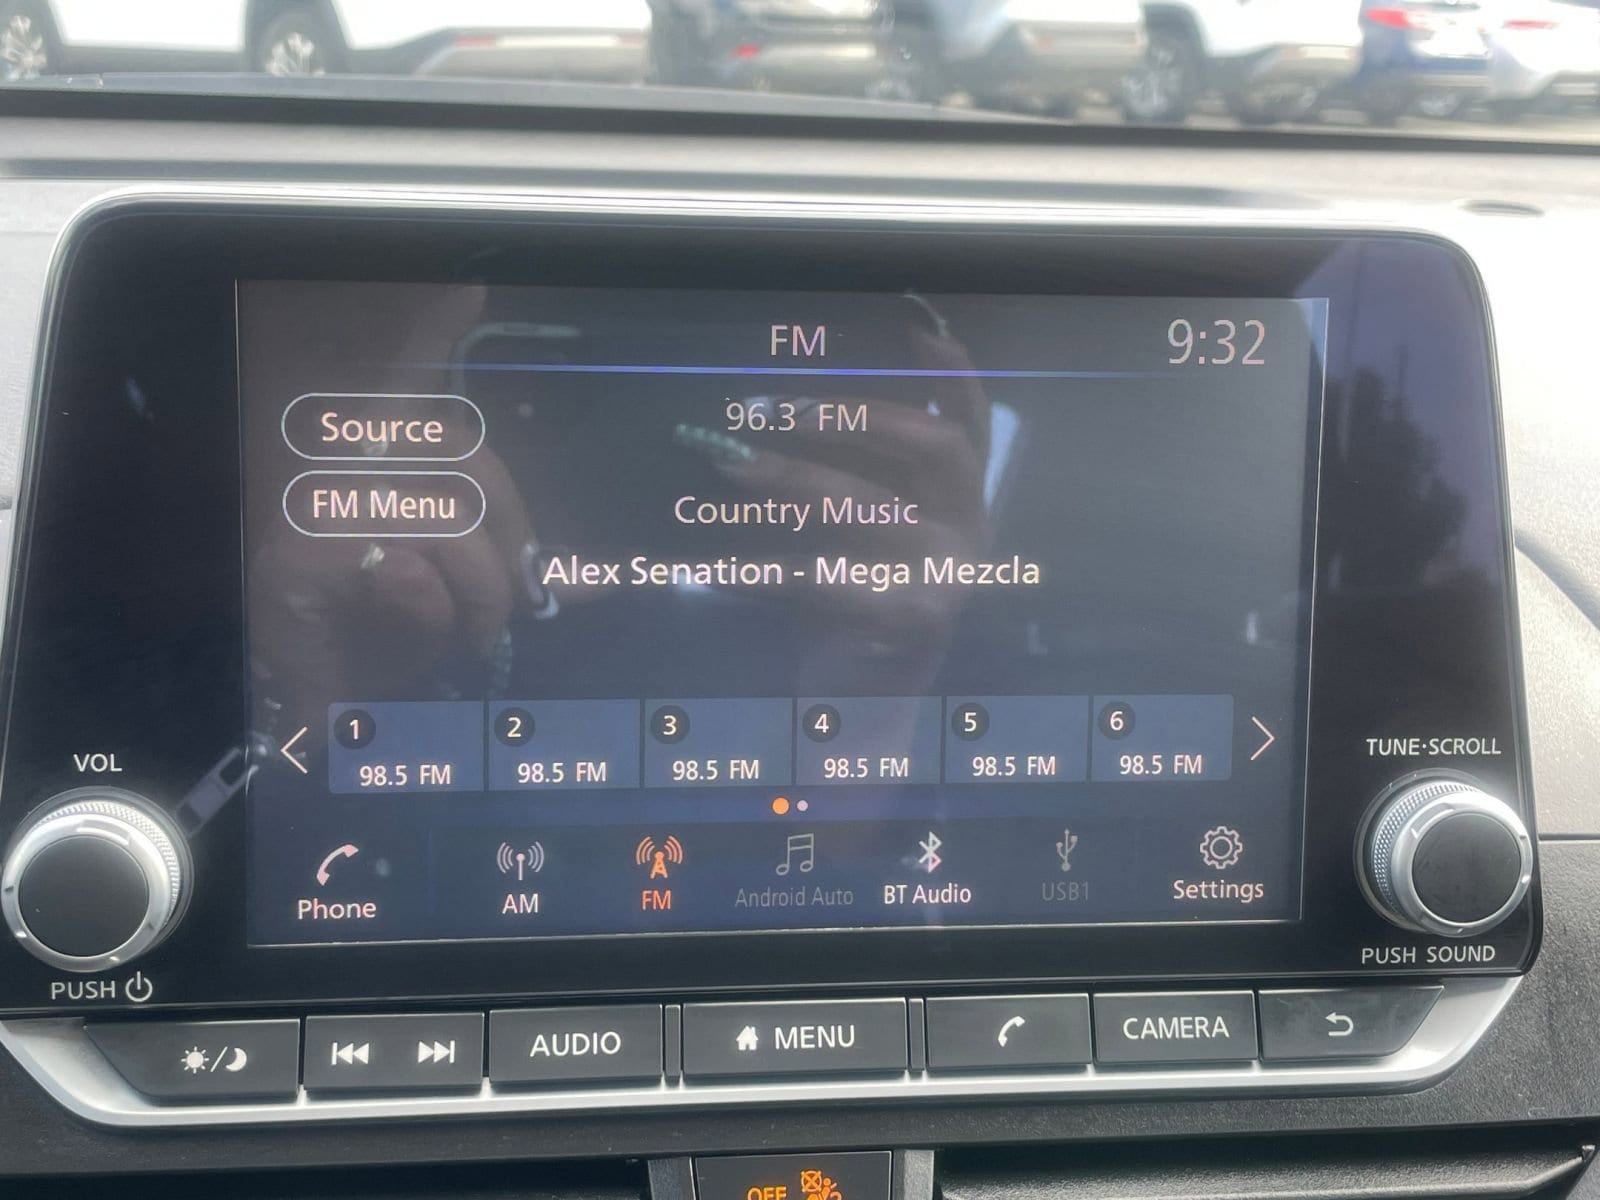 FM
9:32
Source
96.3 FM
FM Menu
Country Music
Alex Senation - Mega Mezcla
1
2
3
4
5
6
98.5 FM
98.5 FM
98.5 FM
98.5 FM
98.5 FM
98.5 FM
VOL
TUNE·SCROLL
Phone
AM
FM
Android Auto
BT Audio
USB1
Settings
PUSH
PUSH SOUND
AUDIO
MENU
CAMERA
OFF